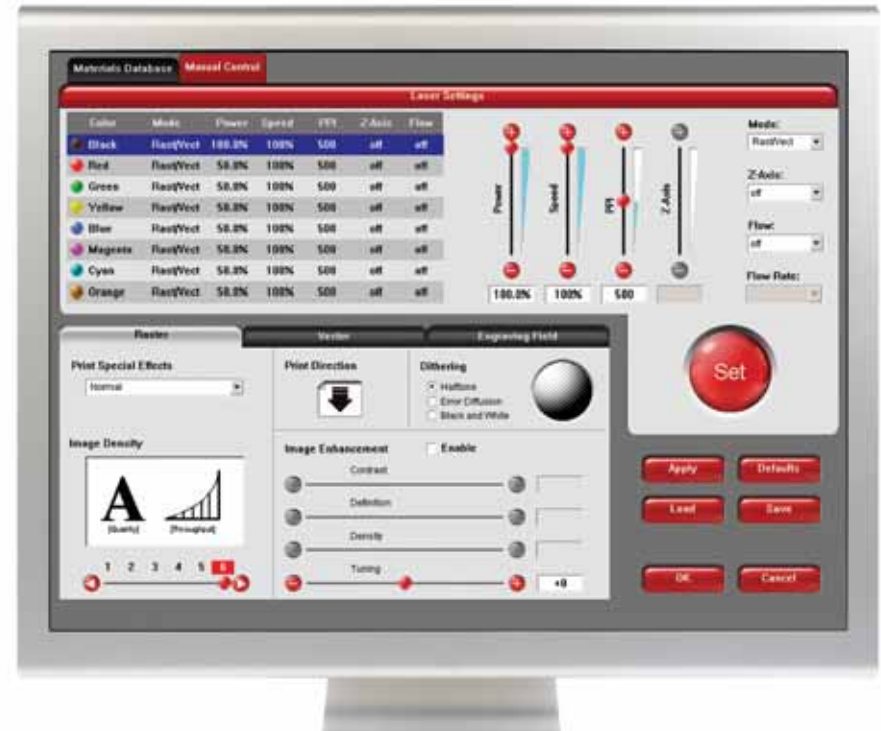 Materials Database Manual Control
Laser Settings
Color Mode Power Speed PPI Z-Axis Flow
Black Rast/Vect 100.0% 100% 500 off off
Red Rast/Vect 50.0% 100% 500 off off
Green Rast/Vect 50.0% 100% 500 off off
Yellow Rast/Vect 50.0% 100% 500 off off
Blue Rast/Vect 50.0% 100% 500 off off
Magenta Rast/Vect 50.0% 100% 500 off off
Cyan Rast/Vect 50.0% 100% 500 off off
Orange Rast/Vect 50.0% 100% 500 off off
Power
Speed
PPI
Z-Axis
100.0% 100% 500
Mode:
Rast/Vect
Z-Axis:
off
Flow:
off
Flow Rate:
Set
Raster Vector Engraving Field
Print Special Effects
Normal
Print Direction
Dithering
Halftone
Error Diffusion
Black and White
Image Density
A
[Quality] [Throughput]
1 2 3 4 5 6
Image Enhancement Enable
Contrast
Definition
Density
Tuning
+0
Apply Defaults
Load Save
OK Cancel